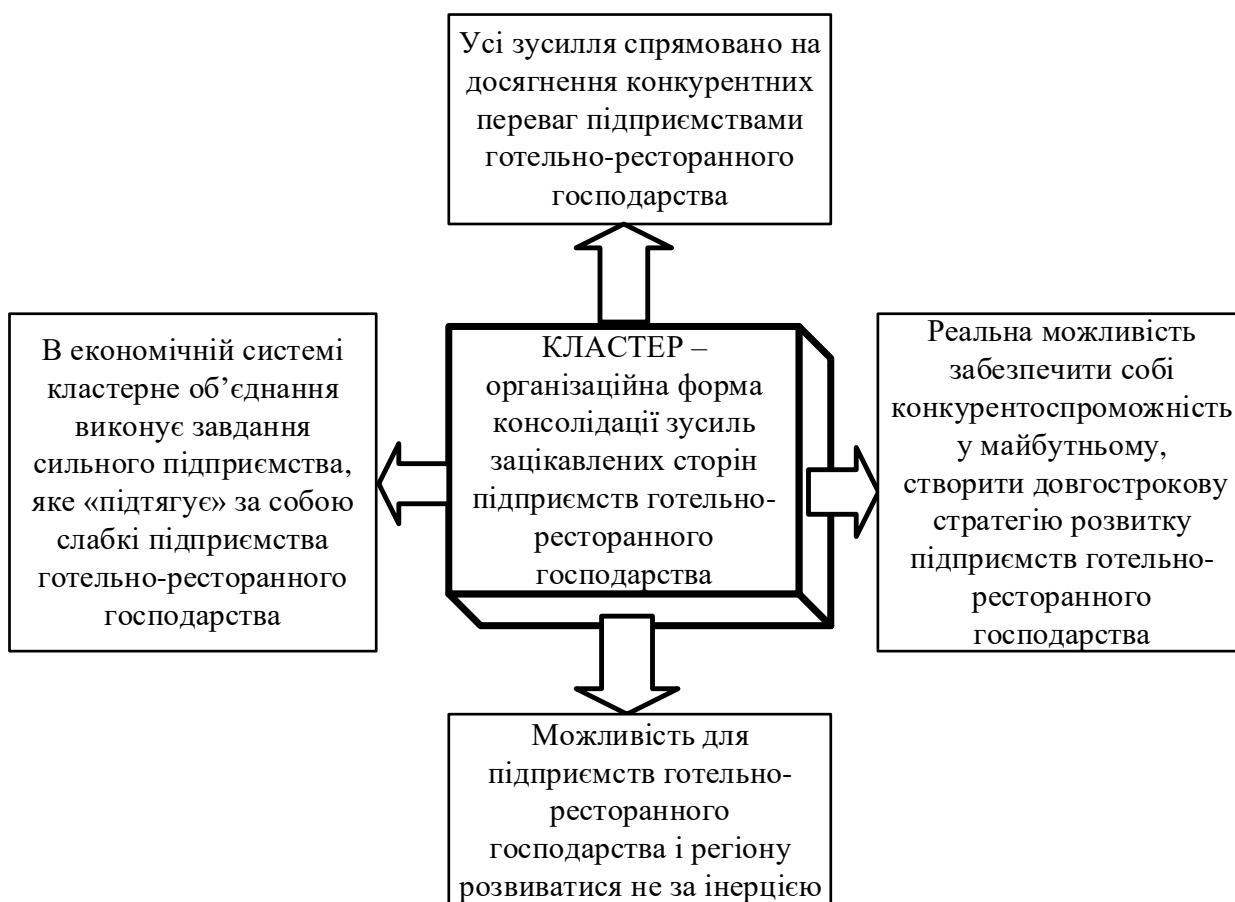 Усі зусилля спрямовано на
досягнення конкурентних
переваг підприємствами
готельно-ресторанного
господарства
В економічній системі
кластерне об’єднання
виконує завдання
сильного підприємства,
яке «підтягує» за собою
слабкі підприємства
готельно-ресторанного
господарства
КЛАСТЕР –
організаційна форма
консолідації зусиль
зацікавлених сторін
підприємств готельно-
ресторанного
господарства
Реальна можливість
забезпечити собі
конкурентоспроможність
у майбутньому,
створити довгострокову
стратегію розвитку
підприємств готельно-
ресторанного
господарства
Можливість для
підприємств готельно-
ресторанного
господарства і регіону
розвиватися не за інерцією